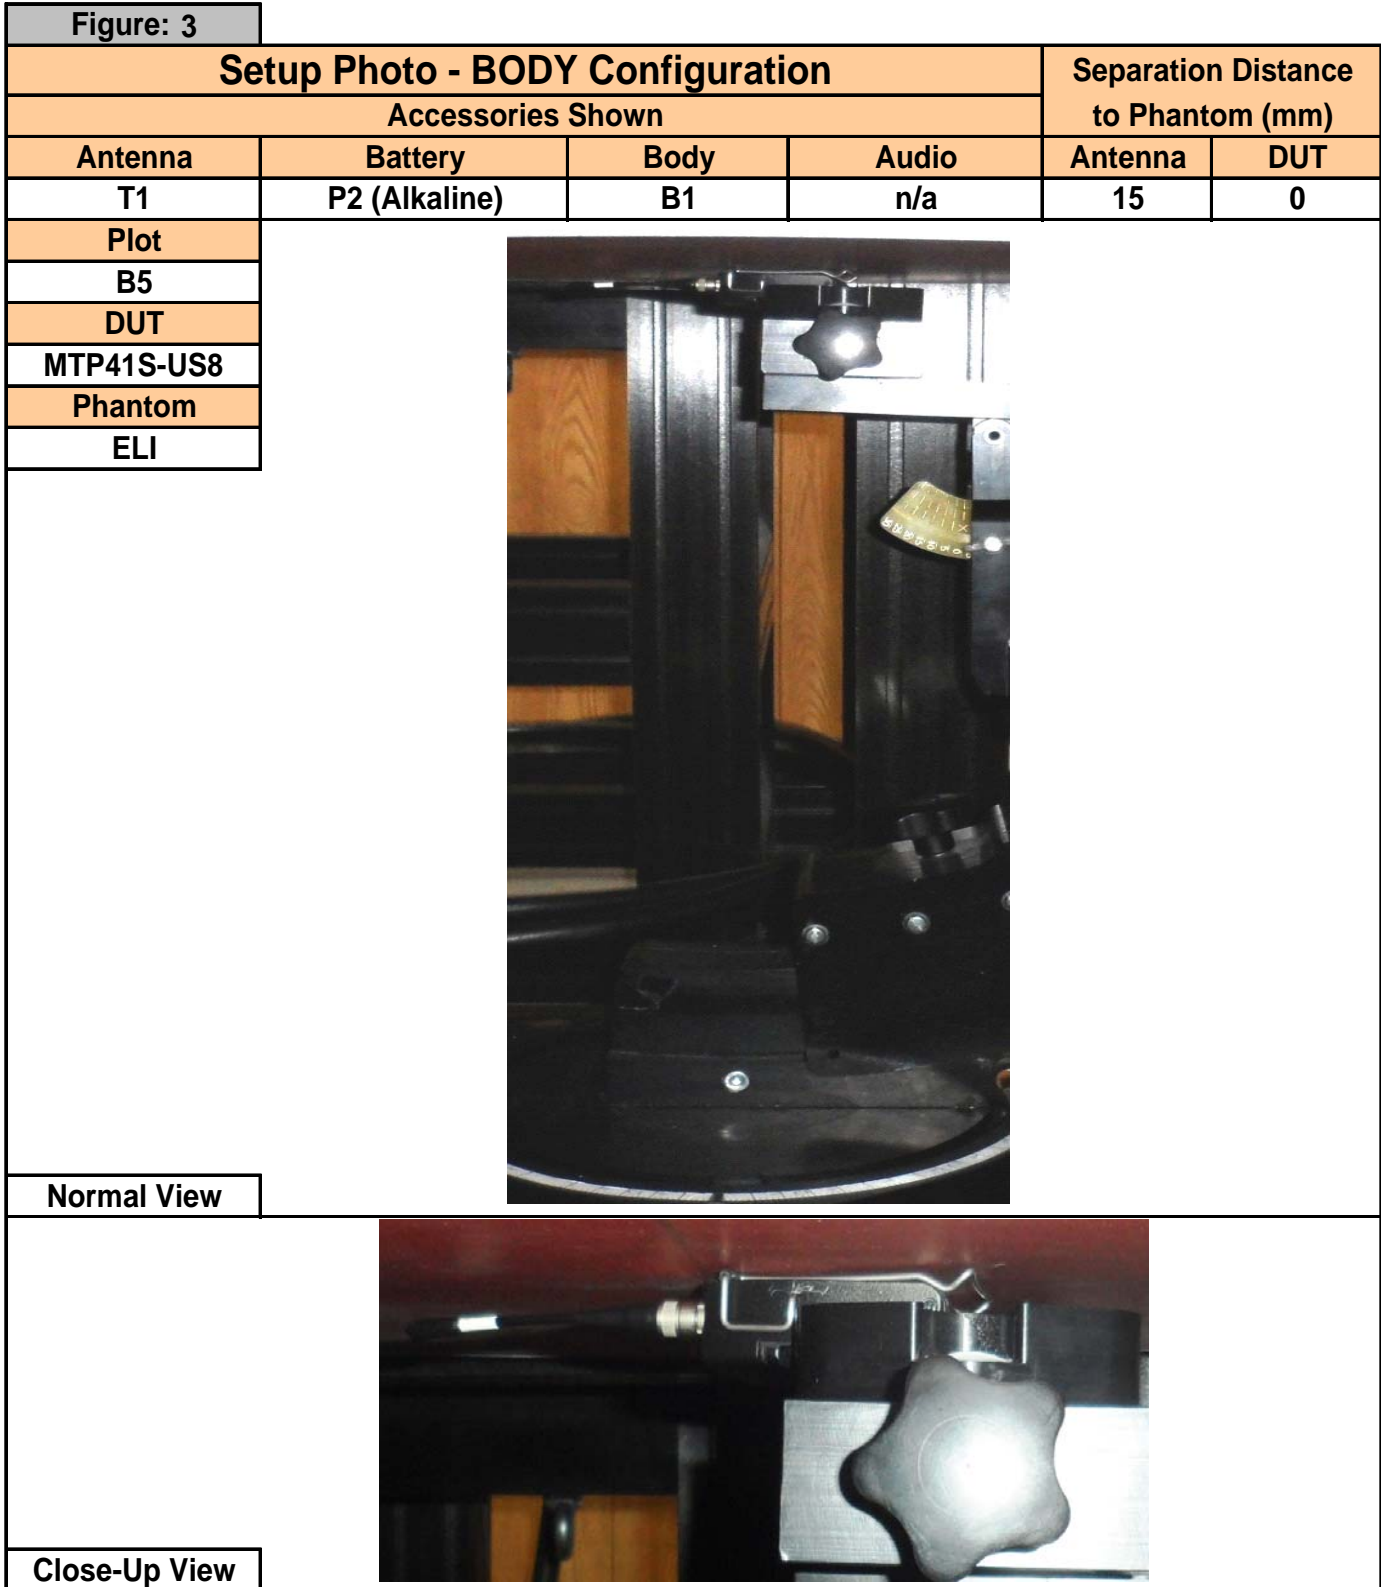 Figure: 3
Setup Photo - BODY Configuration
Separation Distance to Phantom (mm)
Accessories Shown
Antenna Battery Body Audio Antenna DUT
T1 P2 (Alkaline) B1 n/a 15 0
Plot
B5
DUT
MTP41S-US8
Phantom
ELI
Normal View
Close-Up View